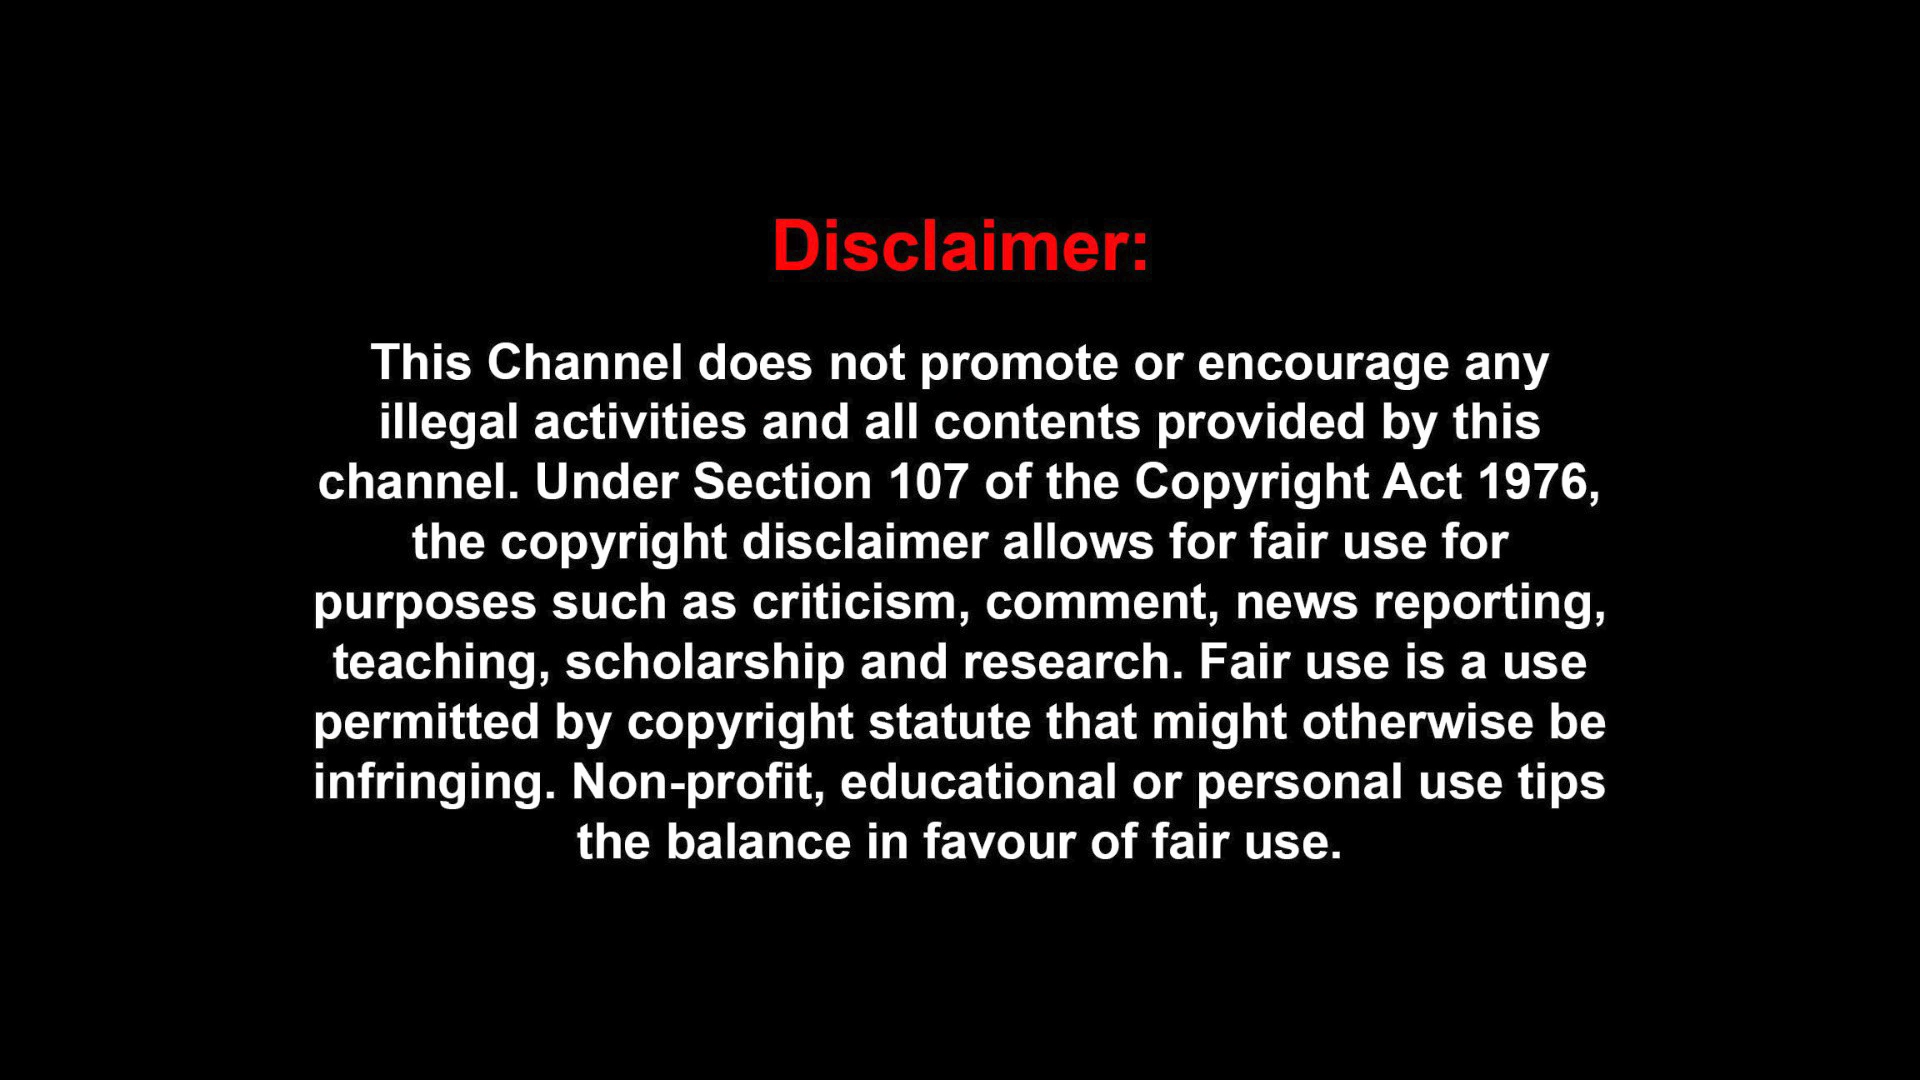 Disclaimer:
This Channel does not promote or encourage any
illegal activities and all contents provided by this
channel. Under Section 107 of the Copyright Act 1976,
the copyright disclaimer allows for fair use for
purposes such as criticism, comment, news reporting,
teaching, scholarship and research. Fair use is a use
permitted by copyright statute that might otherwise be
infringing. Non-profit, educational or personal use tips
the balance in favour of fair use.